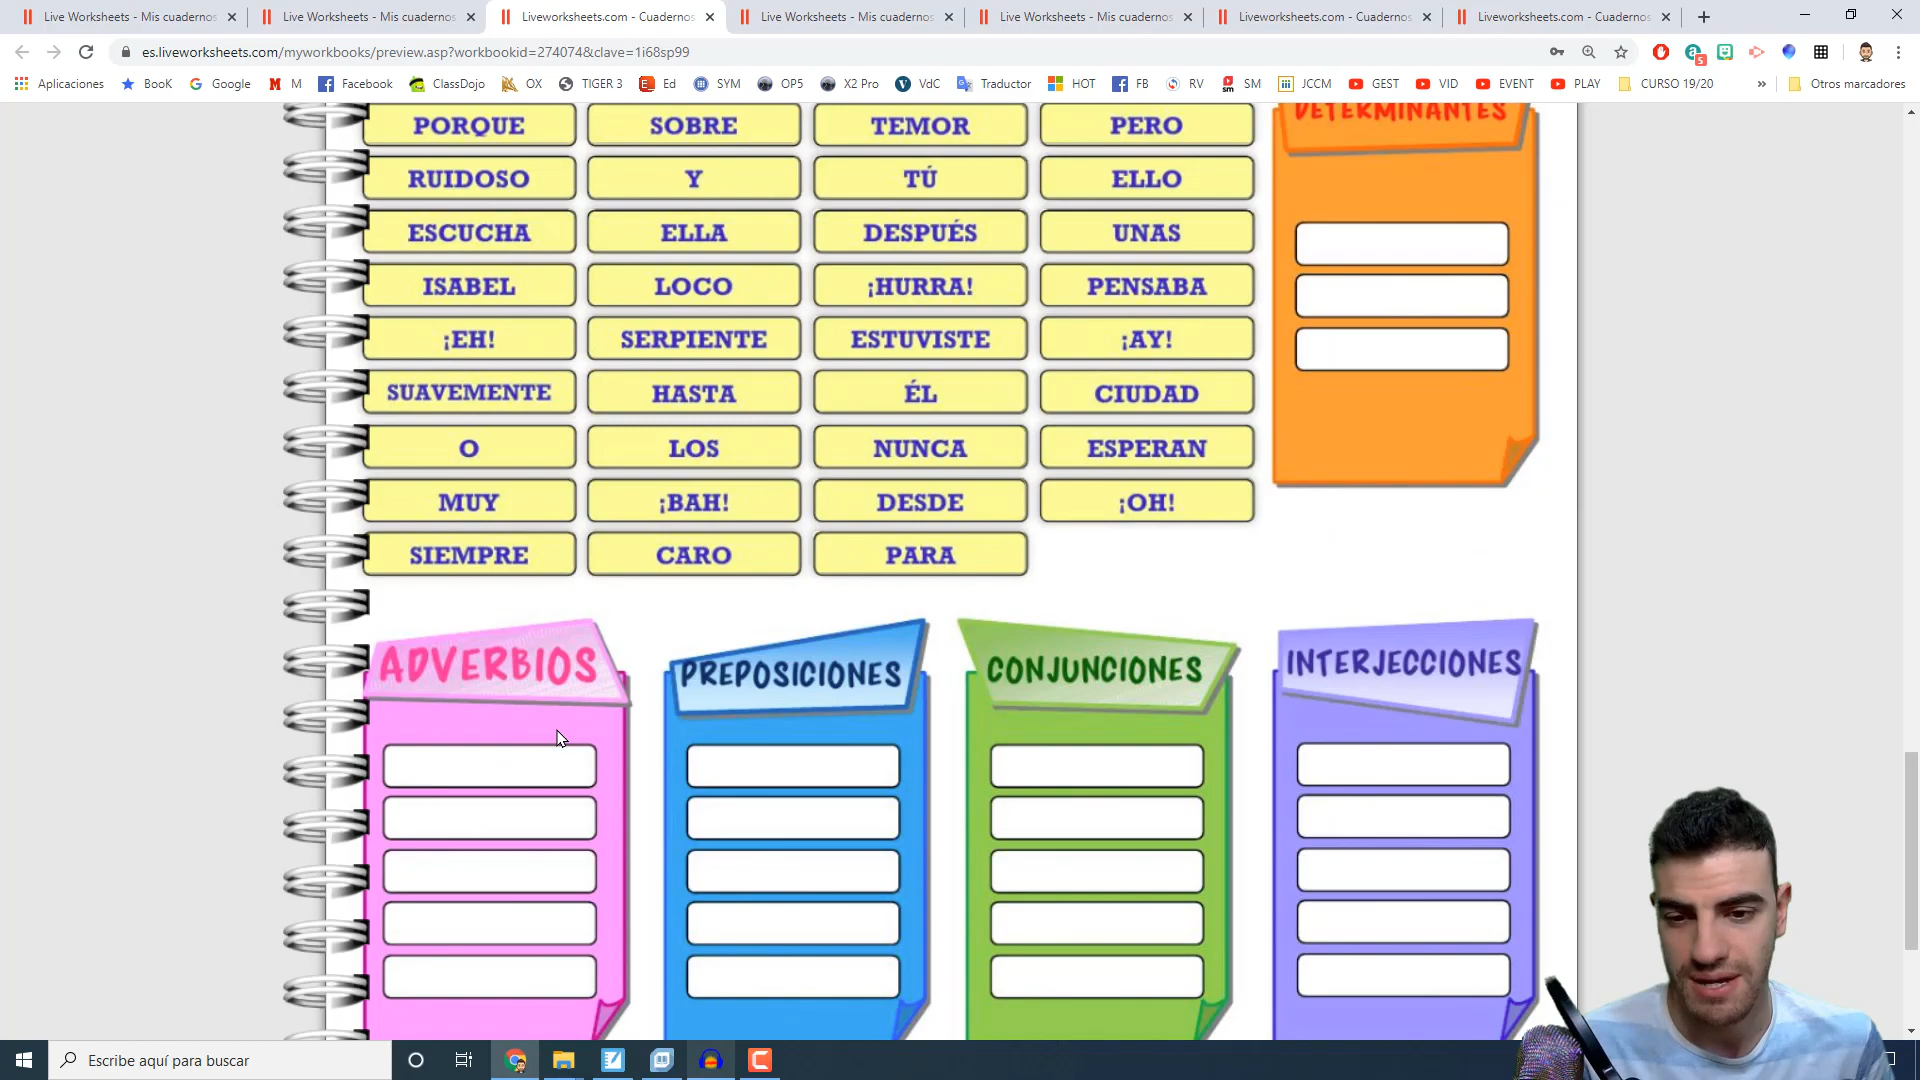 Live Worksheets - Mis cuadernos
Live Worksheets - Mis cuadernos
Liveworksheets.com - Cuadernos
Live Worksheets - Mis cuadernos
Live Worksheets - Mis cuadernos
Liveworksheets.com - Cuadernos
Liveworksheets.com - Cuadernos
es.liveworksheets.com/myworkbooks/preview.asp?workbookid=274074&clave=1i68sp99
5
Aplicaciones BooK Google M Facebook ClassDojo OX TIGER 3 Ed SYM OP5 X2 Pro VdC Traductor HOT FB RV SM JCCM GEST VID EVENT PLAY CURSO 19/20 » Otros marcadores
PORQUE SOBRE TEMOR PERO
DETERMINANTES
RUIDOSO Y TÚ ELLO
ESCUCHA ELLA DESPUÉS UNAS
ISABEL LOCO ¡HURRA! PENSABA
¡EH! SERPIENTE ESTUVISTE ¡AY!
SUAVEMENTE HASTA ÉL CIUDAD
O LOS NUNCA ESPERAN
MUY ¡BAH! DESDE ¡OH!
SIEMPRE CARO PARA
ADVERBIOS PREPOSICIONES CONJUNCIONES INTERJECCIONES
Escribe aquí para buscar